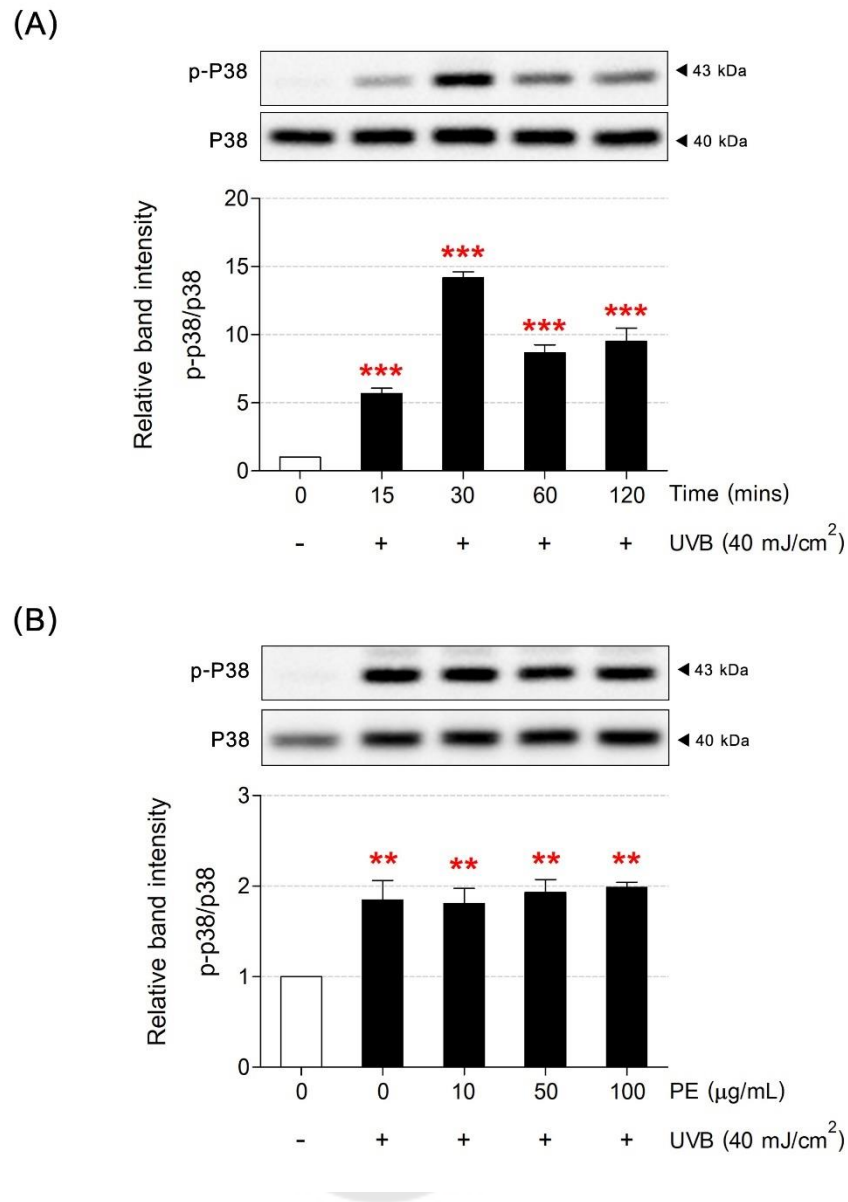 (A)
p-P38
◄ 43 kDa
P38
◄ 40 kDa
Relative band intensity
p-p38/p38
20
15
10
5
0
***
***
***
***
0 15 30 60 120 Time (mins)
- + + + + UVB (40 mJ/cm²)
(B)
p-P38
◄ 43 kDa
P38
◄ 40 kDa
Relative band intensity
p-p38/p38
3
2
1
0
** ** ** **
0 0 10 50 100 PE (μg/mL)
- + + + + UVB (40 mJ/cm²)